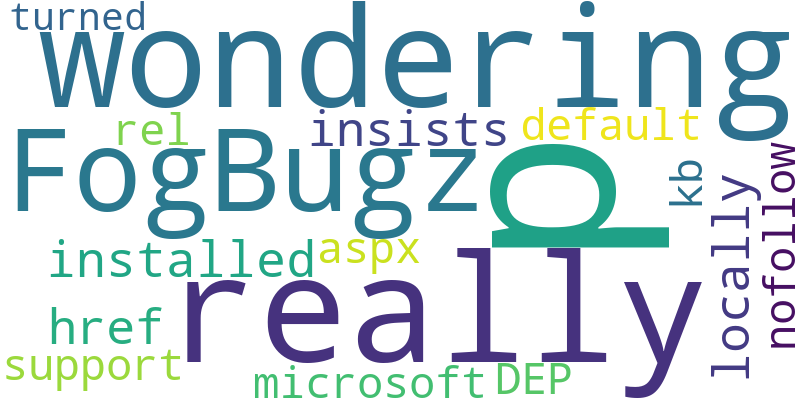 turned
wondering
rel
insists
default
FogBugz
p
kb
locally
nofollow
installed
aspx
really
href
support
microsoft
DEP